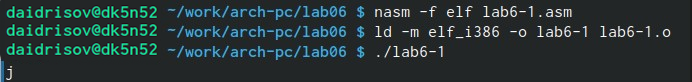 daidrisov@dk5n52 ~/work/arch-pc/lab06 $ nasm -f elf lab6-1.asm
daidrisov@dk5n52 ~/work/arch-pc/lab06 $ ld -m elf_i386 -o lab6-1 lab6-1.o
daidrisov@dk5n52 ~/work/arch-pc/lab06 $ ./lab6-1
j